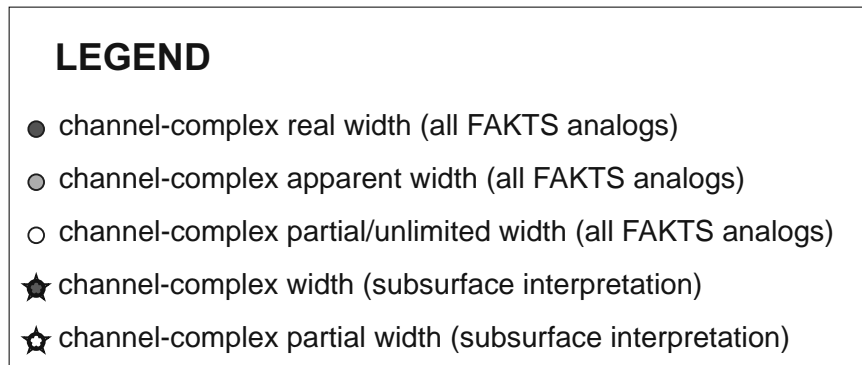 LEGEND
channel-complex real width (all FAKTS analogs)
channel-complex apparent width (all FAKTS analogs)
channel-complex partial/unlimited width (all FAKTS analogs)
channel-complex width (subsurface interpretation)
channel-complex partial width (subsurface interpretation)